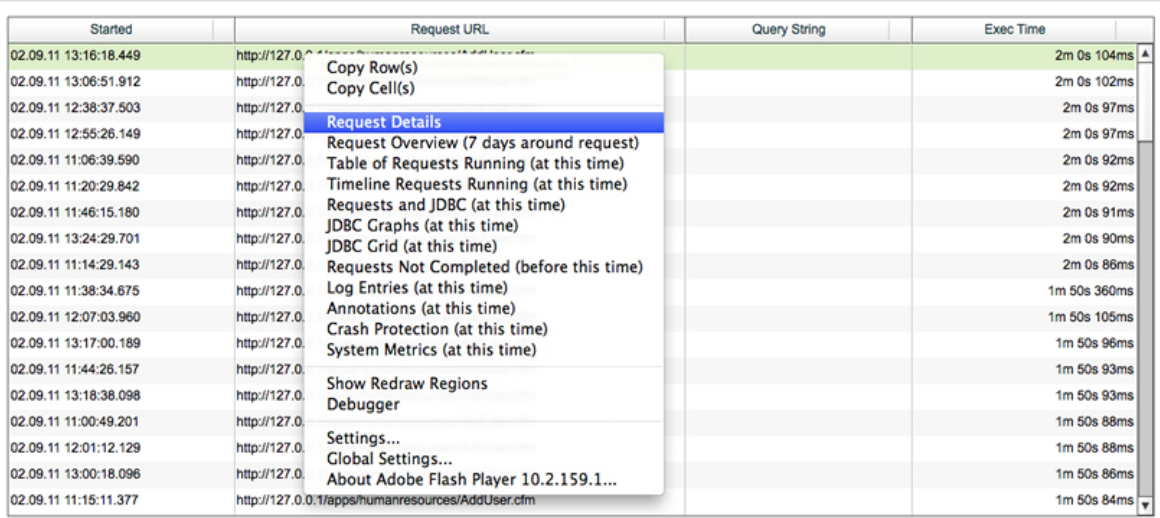 Started Request URL Query String Exec Time
02.09.11 13:16:18.449 http://127.0.0.1/apps/humanresources/AddUser.cfm 2m 0s 104ms
Copy Row(s)
02.09.11 13:06:51.912 http://127.0. 2m 0s 102ms
Copy Cell(s)
02.09.11 12:38:37.503 http://127.0. 2m 0s 97ms
Request Details
02.09.11 12:55:26.149 http://127.0. 2m 0s 97ms
Request Overview (7 days around request)
02.09.11 11:06:39.590 http://127.0. 2m 0s 92ms
Table of Requests Running (at this time)
02.09.11 11:20:29.842 http://127.0. 2m 0s 92ms
Timeline Requests Running (at this time)
Requests and JDBC (at this time)
02.09.11 11:46:15.180 http://127.0. 2m 0s 91ms
JDBC Graphs (at this time)
02.09.11 13:24:29.701 http://127.0. 2m 0s 90ms
JDBC Grid (at this time)
02.09.11 11:14:29.143 http://127.0. 2m 0s 86ms
Requests Not Completed (before this time)
02.09.11 11:38:34.675 http://127.0. 1m 50s 360ms
Log Entries (at this time)
Annotations (at this time)
02.09.11 12:07:03.960 http://127.0. 1m 50s 105ms
Crash Protection (at this time)
02.09.11 13:17:00.189 http://127.0. 1m 50s 96ms
System Metrics (at this time)
02.09.11 11:44:26.157 http://127.0. 1m 50s 93ms
Show Redraw Regions
02.09.11 13:18:38.098 http://127.0. 1m 50s 93ms
Debugger
02.09.11 11:00:49.201 http://127.0. 1m 50s 88ms
Settings...
02.09.11 12:01:12.129 http://127.0. 1m 50s 88ms
Global Settings...
02.09.11 13:00:18.096 http://127.0. 1m 50s 86ms
About Adobe Flash Player 10.2.159.1...
02.09.11 11:15:11.377 http://127.0.0.1/apps/humanresources/AddUser.cfm 1m 50s 84ms